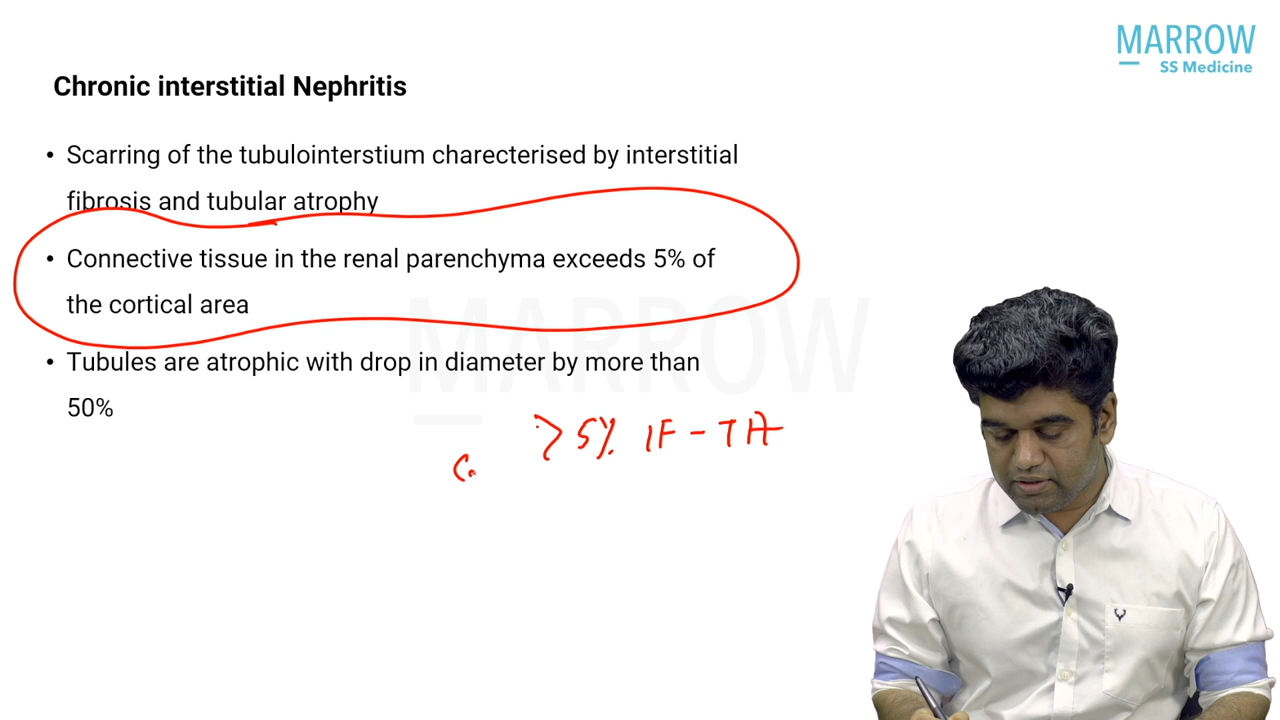 MARROW
SS Medicine
Chronic interstitial Nephritis
• Scarring of the tubulointerstium charecterised by interstitial
fibrosis and tubular atrophy
• Connective tissue in the renal parenchyma exceeds 5% of
the cortical area
MARROW
• Tubules are atrophic with drop in diameter by more than
50%
>5% IF-TA